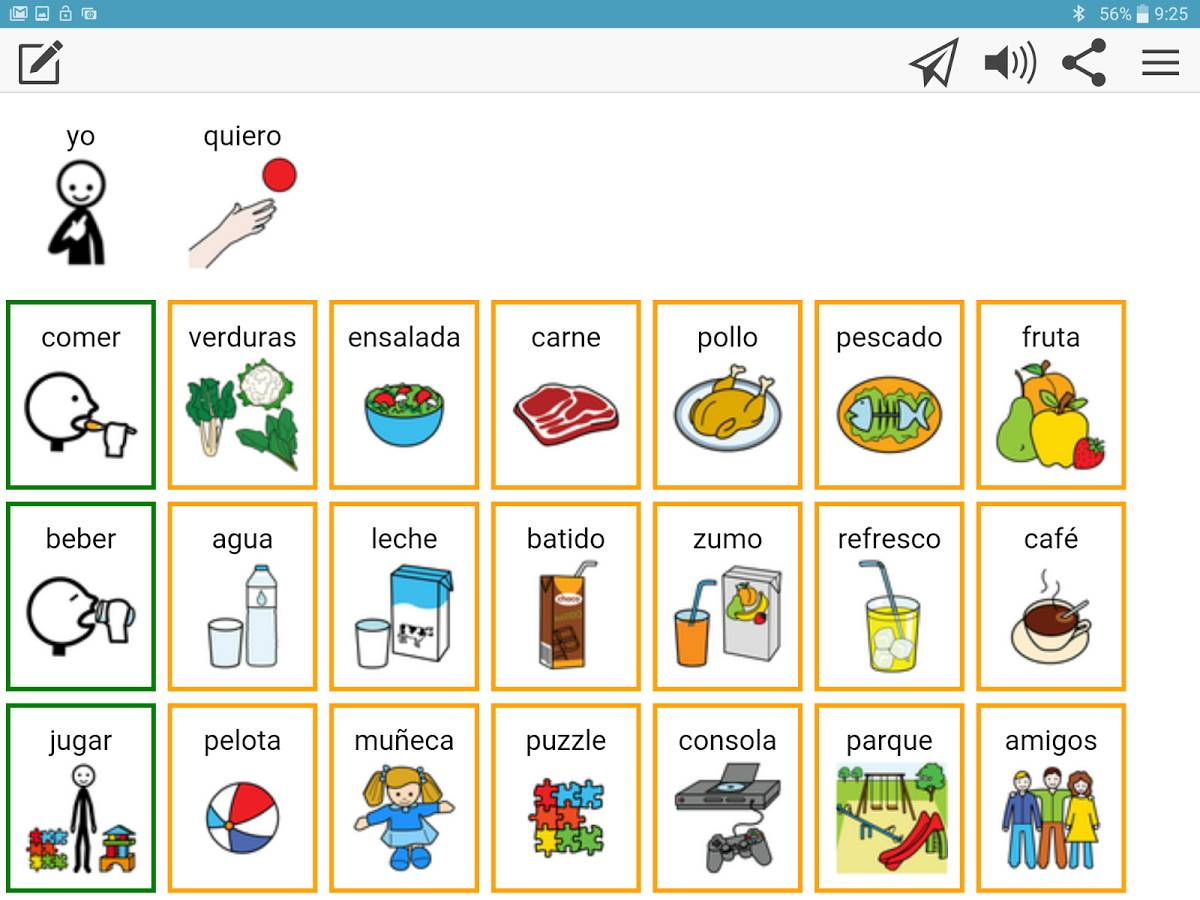 56% 9:25
yo quiero
comer verduras ensalada carne pollo pescado fruta
beber agua leche batido zumo refresco café
choco
jugar pelota muñeca puzzle consola parque amigos